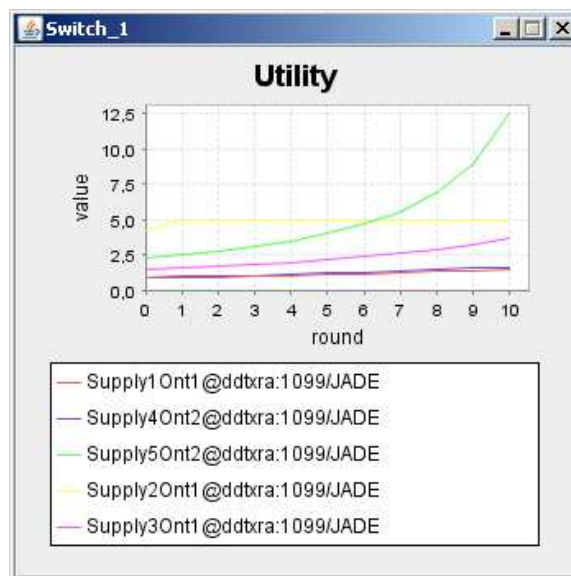 Switch_1
Utility
12,5
10,0
7,5
5,0
2,5
0,0
value
0 1 2 3 4 5 6 7 8 9 10
round
Supply1Ont1@ddtxra:1099/JADE
Supply4Ont2@ddtxra:1099/JADE
Supply5Ont2@ddtxra:1099/JADE
Supply2Ont1@ddtxra:1099/JADE
Supply3Ont1@ddtxra:1099/JADE